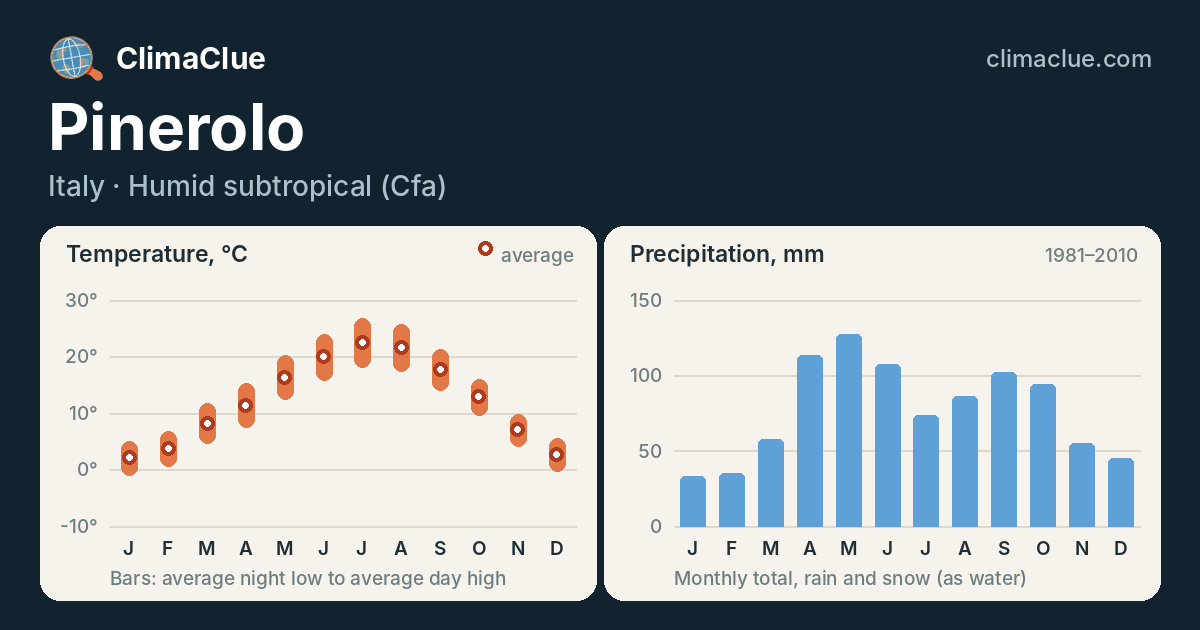 ClimaClue
climaclue.com
Pinerolo
Italy · Humid subtropical (Cfa)
Temperature, °C
average
30°
20°
10°
0°
-10°
J F M A M J J A S O N D
Bars: average night low to average day high
Precipitation, mm
1981–2010
150
100
50
0
J F M A M J J A S O N D
Monthly total, rain and snow (as water)